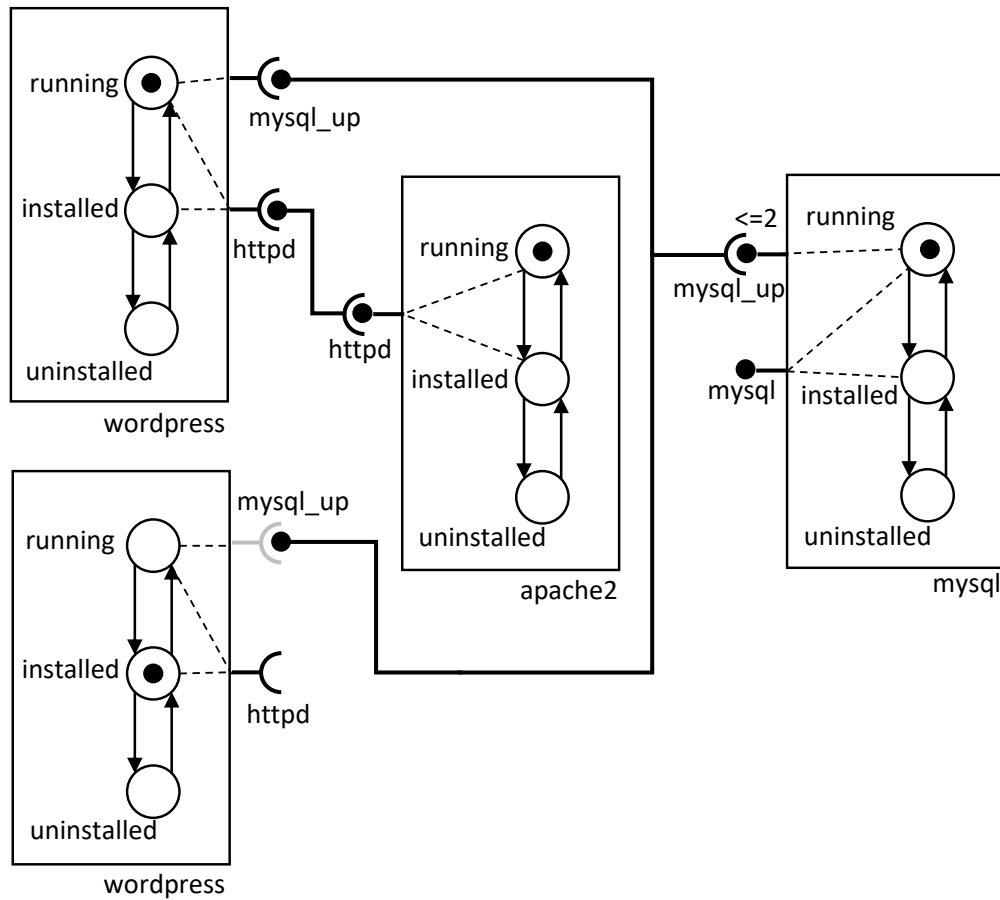 running
installed
uninstalled
wordpress
mysql_up
httpd
httpd
running
installed
uninstalled
apache2
<=2
mysql_up
mysql
running
installed
uninstalled
mysql
running
installed
uninstalled
wordpress
mysql_up
httpd